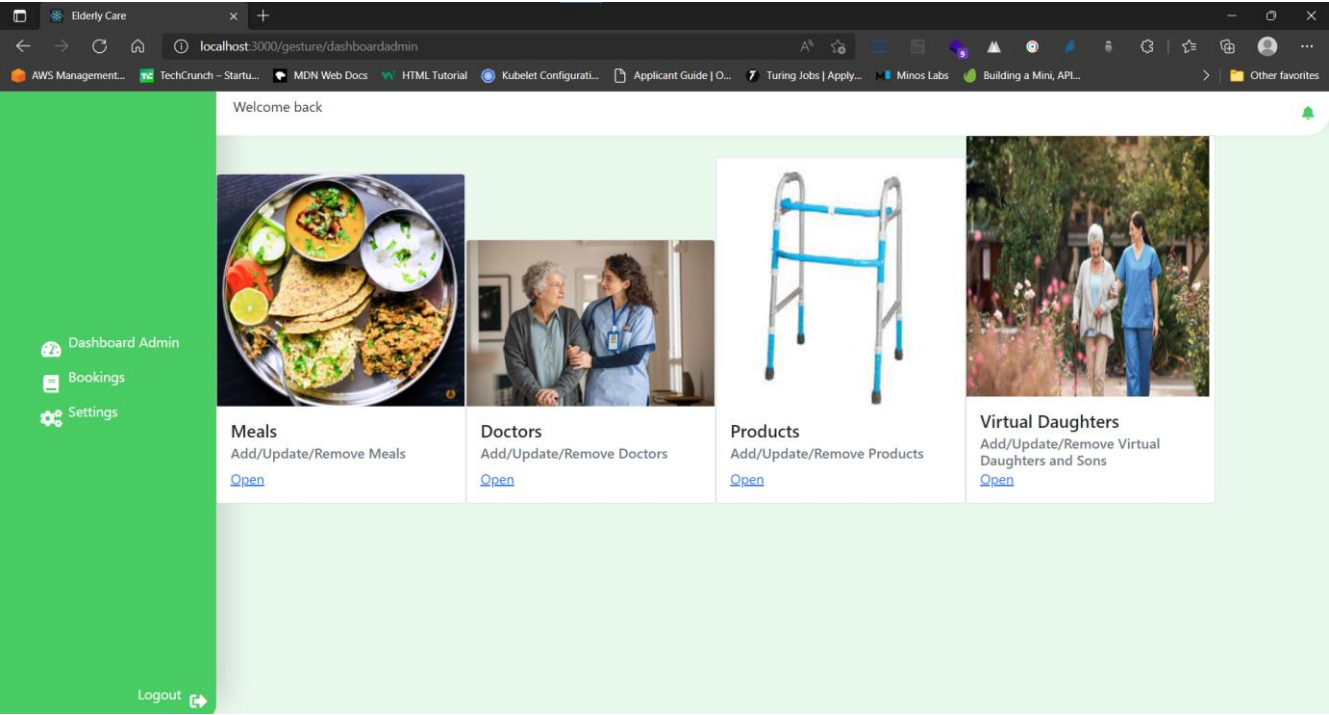 Elderly Care
localhost:3000/gesture/dashboardadmin
9
AWS Management... TechCrunch – Startu... MDN Web Docs HTML Tutorial Kubelet Configurati... Applicant Guide | O... Turing Jobs | Apply... Minos Labs Building a Mini, API... Other favorites
Welcome back
Dashboard Admin
Bookings
Settings
Logout
Meals
Add/Update/Remove Meals
Open
Doctors
Add/Update/Remove Doctors
Open
Products
Add/Update/Remove Products
Open
Virtual Daughters
Add/Update/Remove Virtual
Daughters and Sons
Open